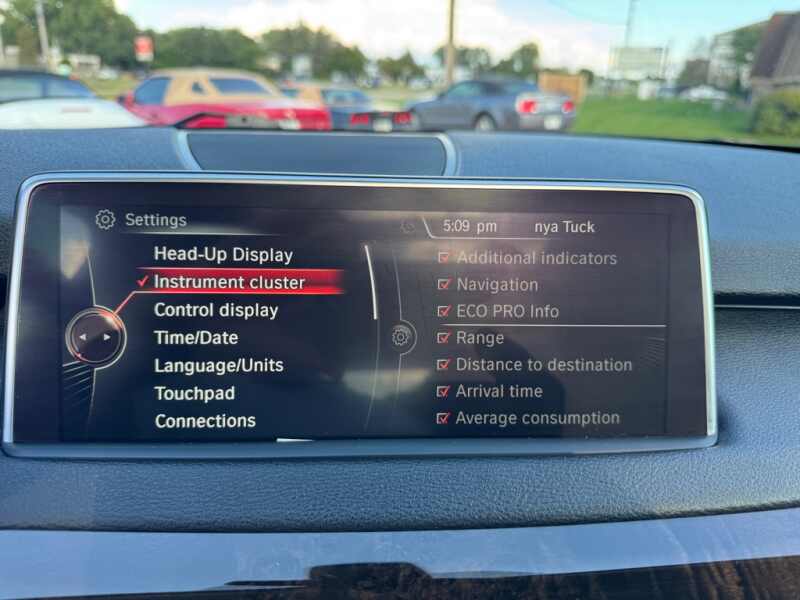 Settings
5:09 pm nya Tuck
Head-Up Display
Instrument cluster
Control display
Time/Date
Language/Units
Touchpad
Connections
Additional indicators
Navigation
ECO PRO Info
Range
Distance to destination
Arrival time
Average consumption